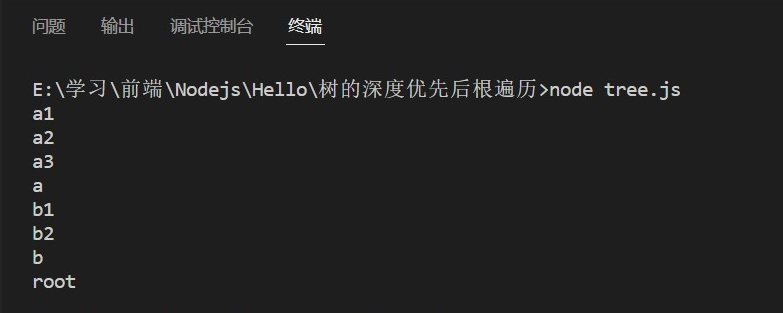 问题 输出 调试控制台 终端
E:\学习\前端\Nodejs\Hello\树的深度优先后根遍历>node tree.js
a1
a2
a3
a
b1
b2
b
root